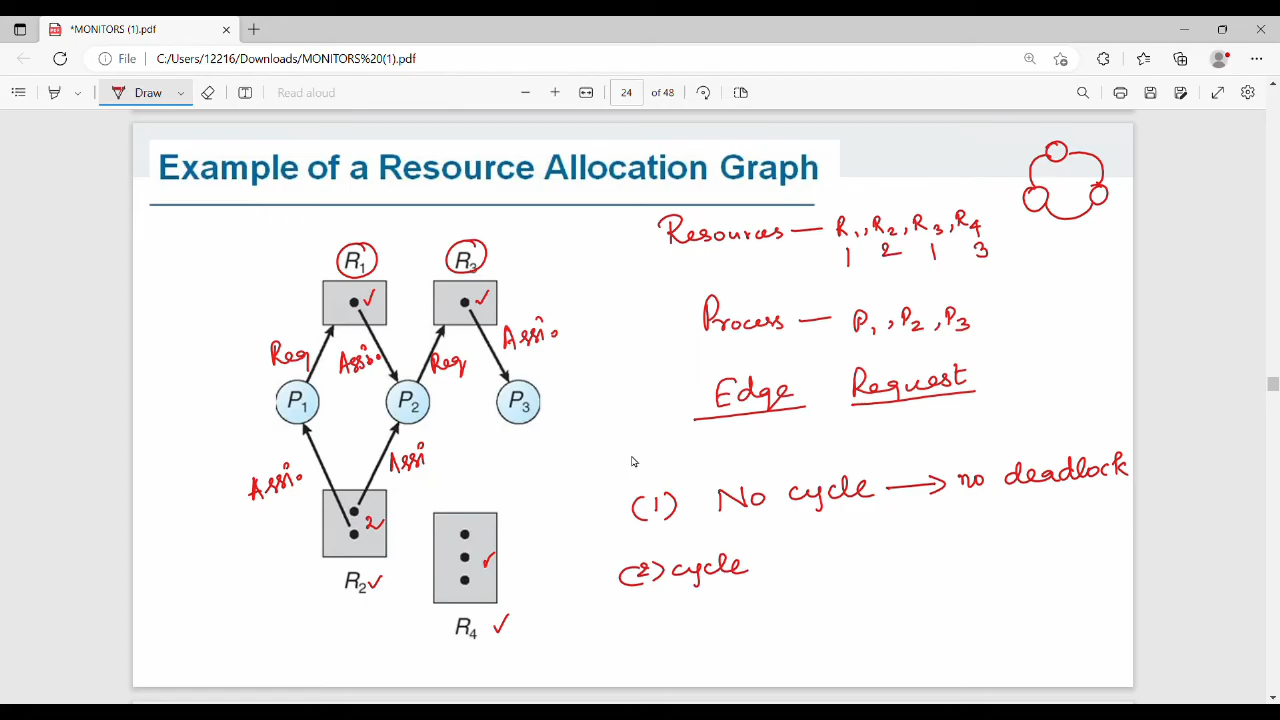 *MONITORS (1).pdf
File C:/Users/12216/Downloads/MONITORS%20(1).pdf
Draw Read aloud 24 of 48
Example of a Resource Allocation Graph
Resources — R1, R2, R3, R4
1 2 1 3
R1 R3
Process — P1, P2, P3
Req Assi. Req Assi.
Edge Request
P1 P2 P3
Assi. Assi
(1) No cycle → no deadlock
2
(2) cycle
R2
R4